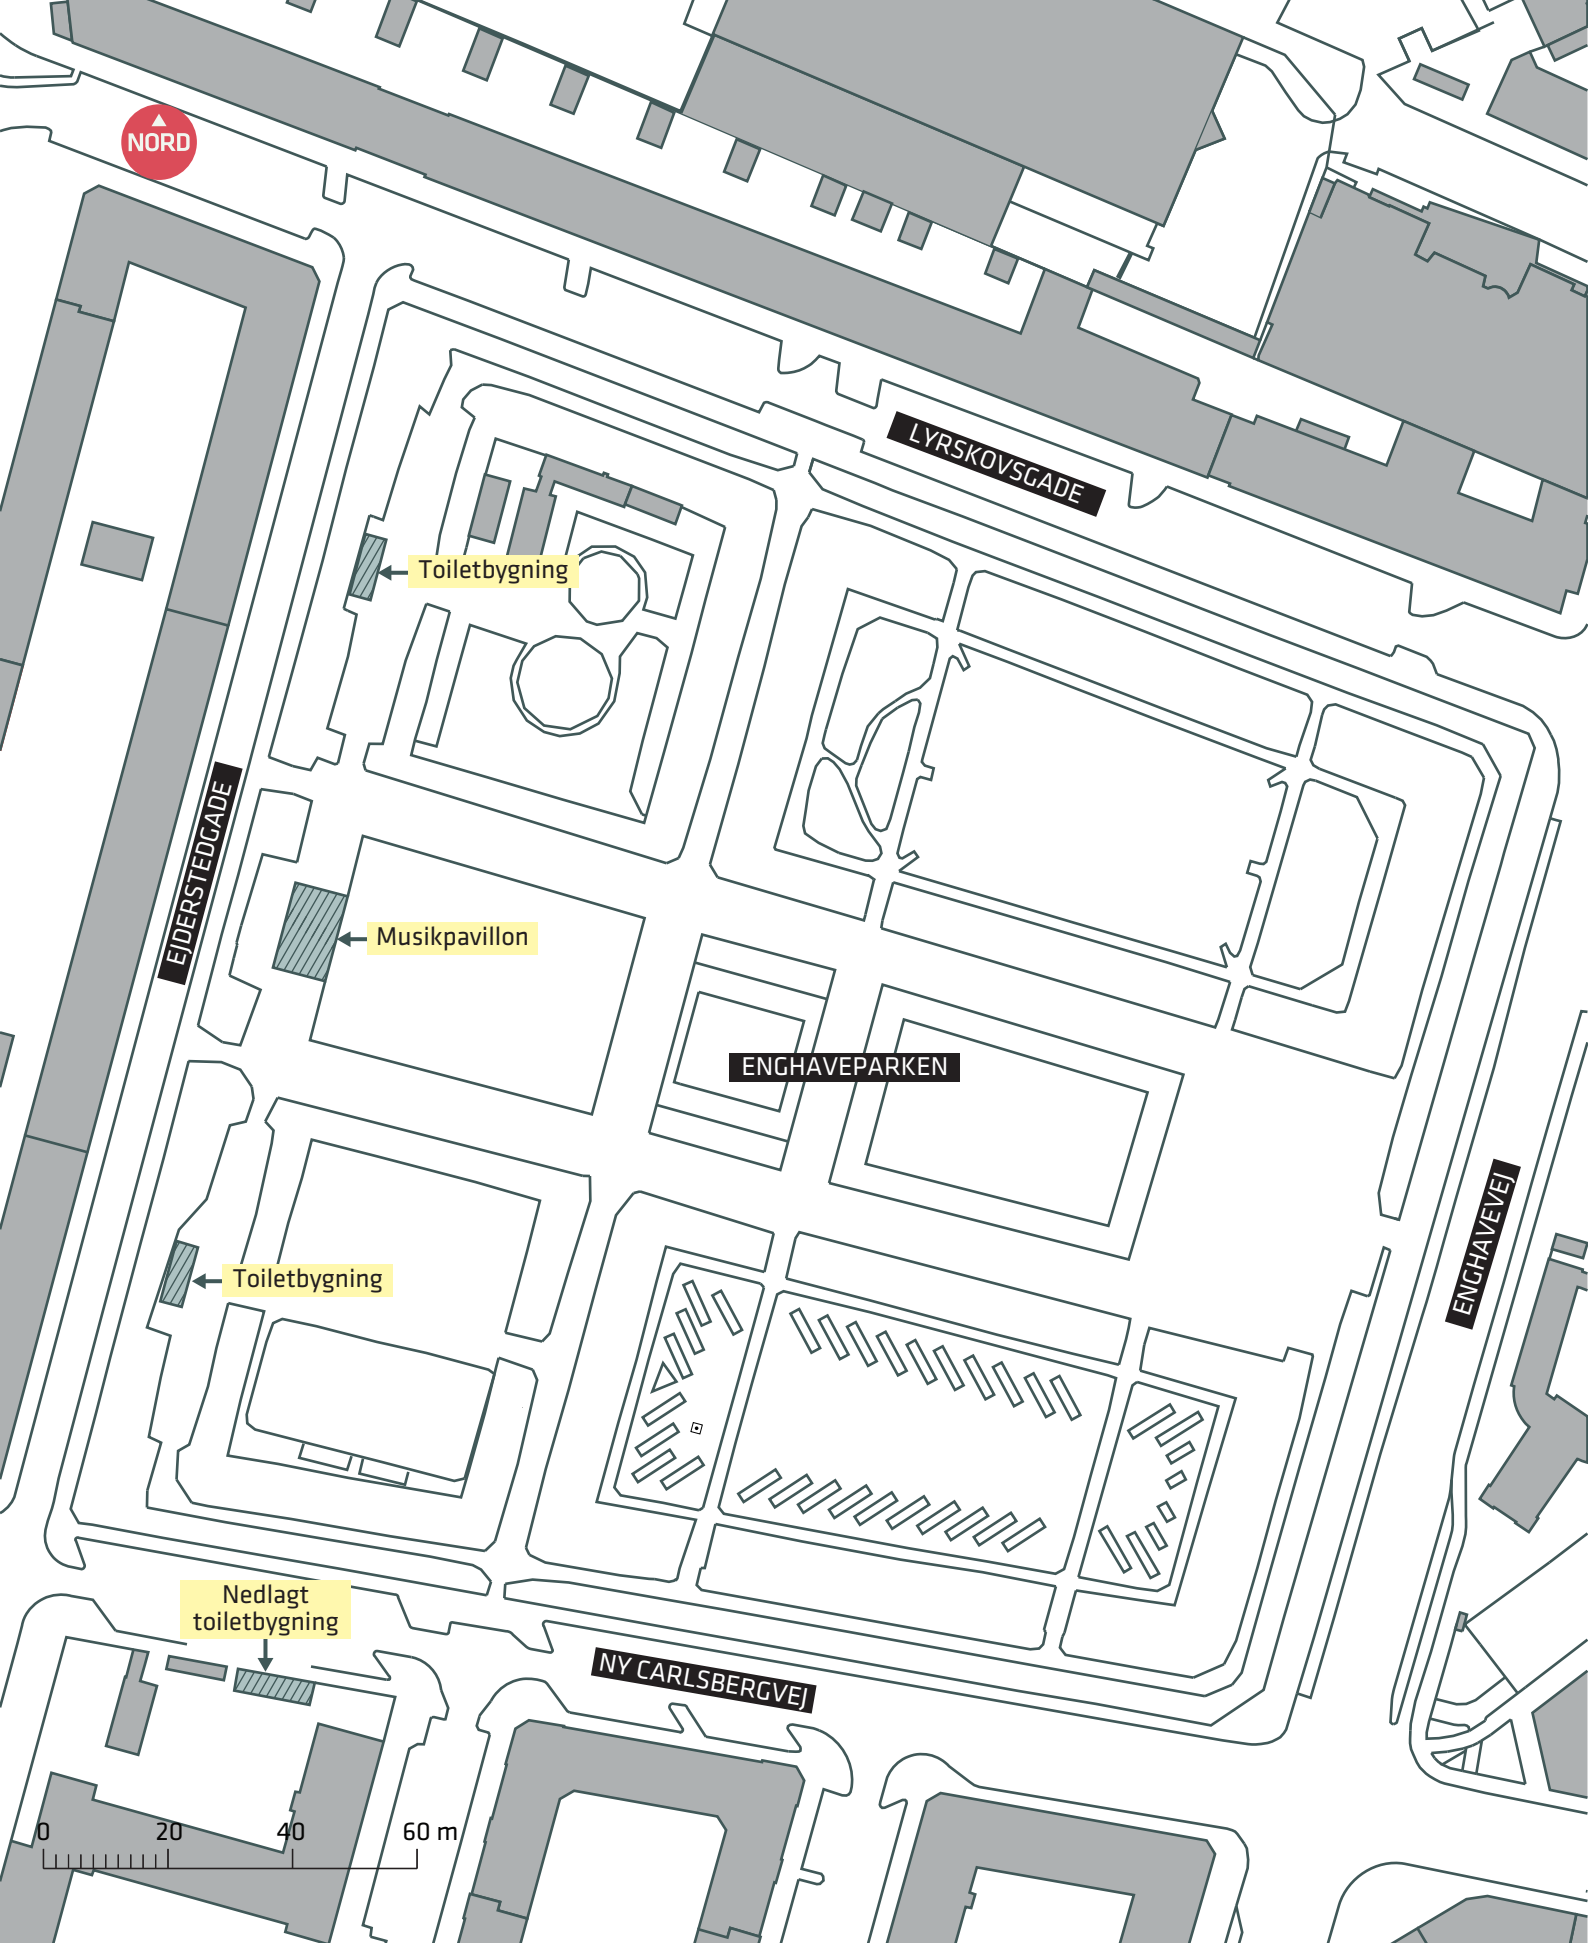 NORD
LYRSKOVSGADE
Toiletbygning
EJDERSTEDGADE
Musikpavillon
ENGHAVEPARKEN
ENGHAVEVEJ
Toiletbygning
Nedlagt
toiletbygning
NY CARLSBERGVEJ
0 20 40 60 m